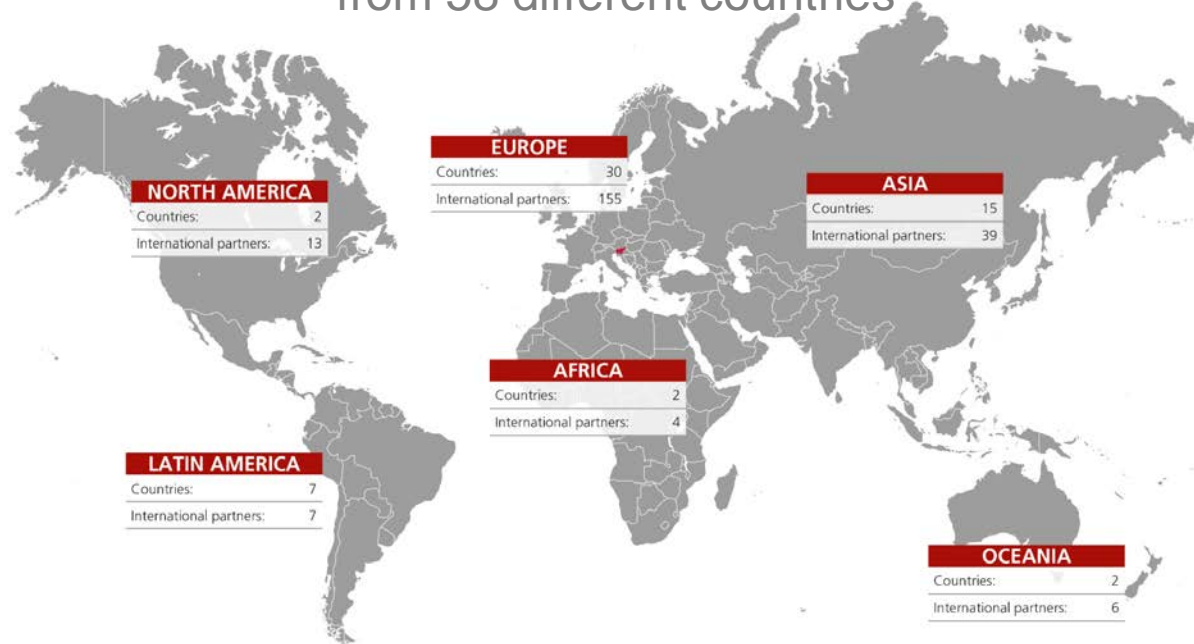 from 58 different countries
EUROPE
Countries: 30
International partners: 155
NORTH AMERICA
Countries: 2
International partners: 13
ASIA
Countries: 15
International partners: 39
AFRICA
Countries: 2
International partners: 4
LATIN AMERICA
Countries: 7
International partners: 7
OCEANIA
Countries: 2
International partners: 6